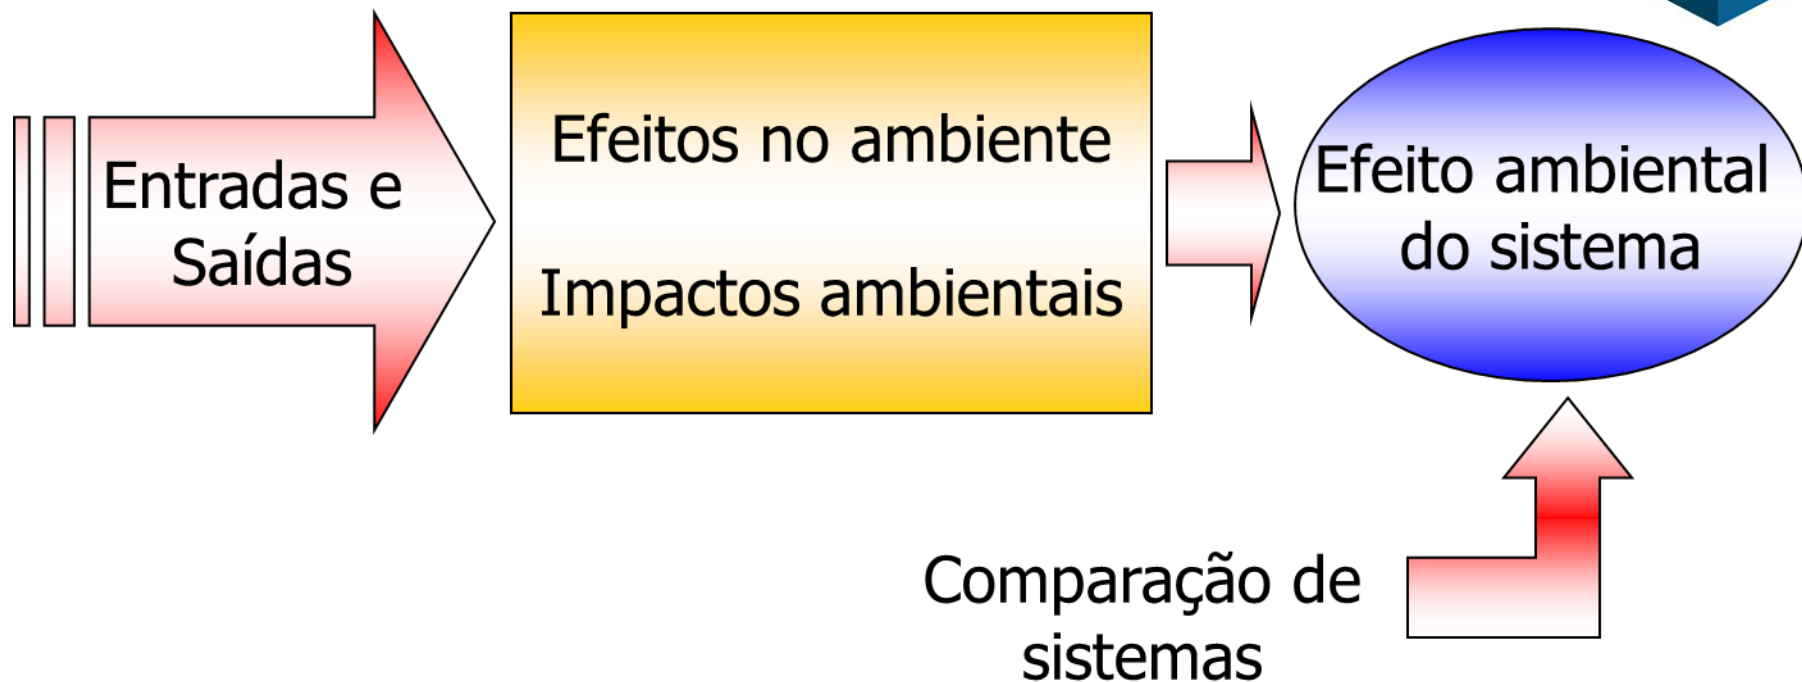 Entradas e
Saídas
Efeitos no ambiente
Impactos ambientais
Efeito ambiental
do sistema
Comparação de
sistemas